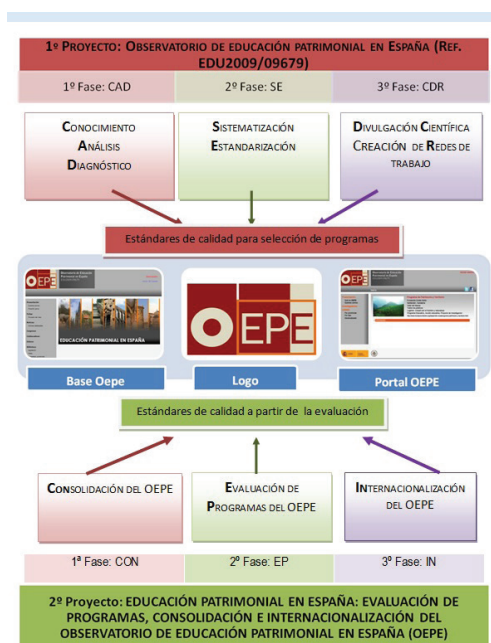 1º PROYECTO: OBSERVATORIO DE EDUCACIÓN PATRIMONIAL EN ESPAÑA (REF.
EDU2009/09679)
1º Fase: CAD
2º Fase: SE
3º Fase: CDR
CONOCIMIENTO
ANÁLISIS
DIAGNÓSTICO
SISTEMATIZACIÓN
ESTANDARIZACIÓN
DIVULGACIÓN CIENTÍFICA
CREACIÓN DE REDES DE
TRABAJO
Estándares de calidad para selección de programas
OEPE
EDUCACIÓN PATRIMONIAL EN ESPAÑA
OEPE
OEPE
Base Oepe
Logo
Portal OEPE
Estándares de calidad a partir de la evaluación
CONSOLIDACIÓN DEL OEPE
EVALUACIÓN DE
PROGRAMAS DEL OEPE
INTERNACIONALIZACIÓN
DEL OEPE
1ª Fase: CON
2º Fase: EP
3º Fase: IN
2º Proyecto: EDUCACIÓN PATRIMONIAL EN ESPAÑA: EVALUACIÓN DE
PROGRAMAS, CONSOLIDACIÓN E INTERNACIONALIZACIÓN DEL
OBSERVATORIO DE EDUCACIÓN PATRIMONIAL EN ESPAÑA (OEPE)